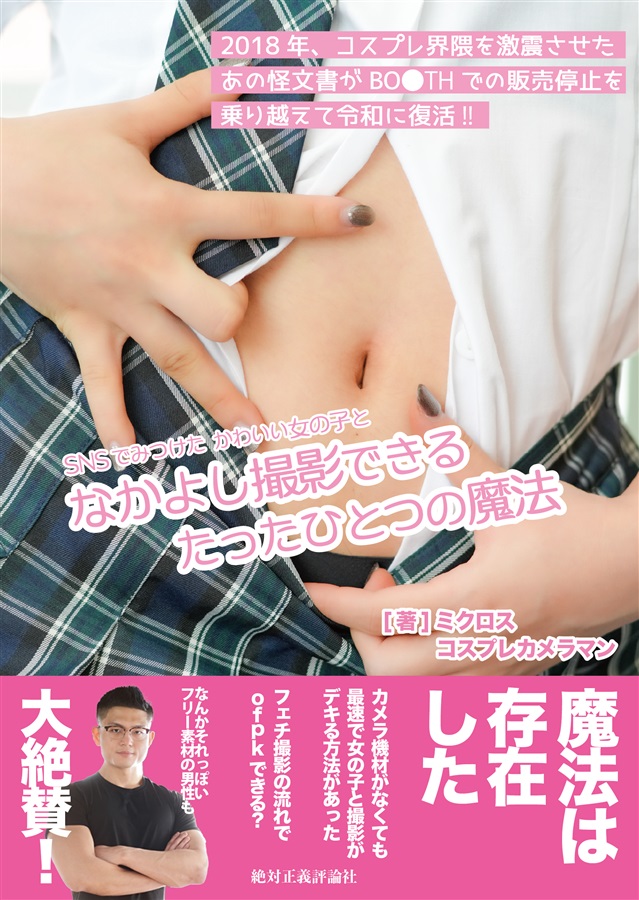 2018年、コスプレ界隈を激震させた
あの怪文書がBO●THでの販売停止を
乗り越えて令和に復活!!
SNSでみつけた かわいい女の子と
なかよし撮影できる
たったひとつの魔法
[著]ミクロス
コスプレカメラマン
魔法は
存在
した
カメラ機材がなくても
最速で女の子と撮影が
デキる方法があった
フェチ撮影の流れで
ofpkできる？
なんかそれっぽい
フリー素材の男性も
大絶賛！
絶対正義評論社